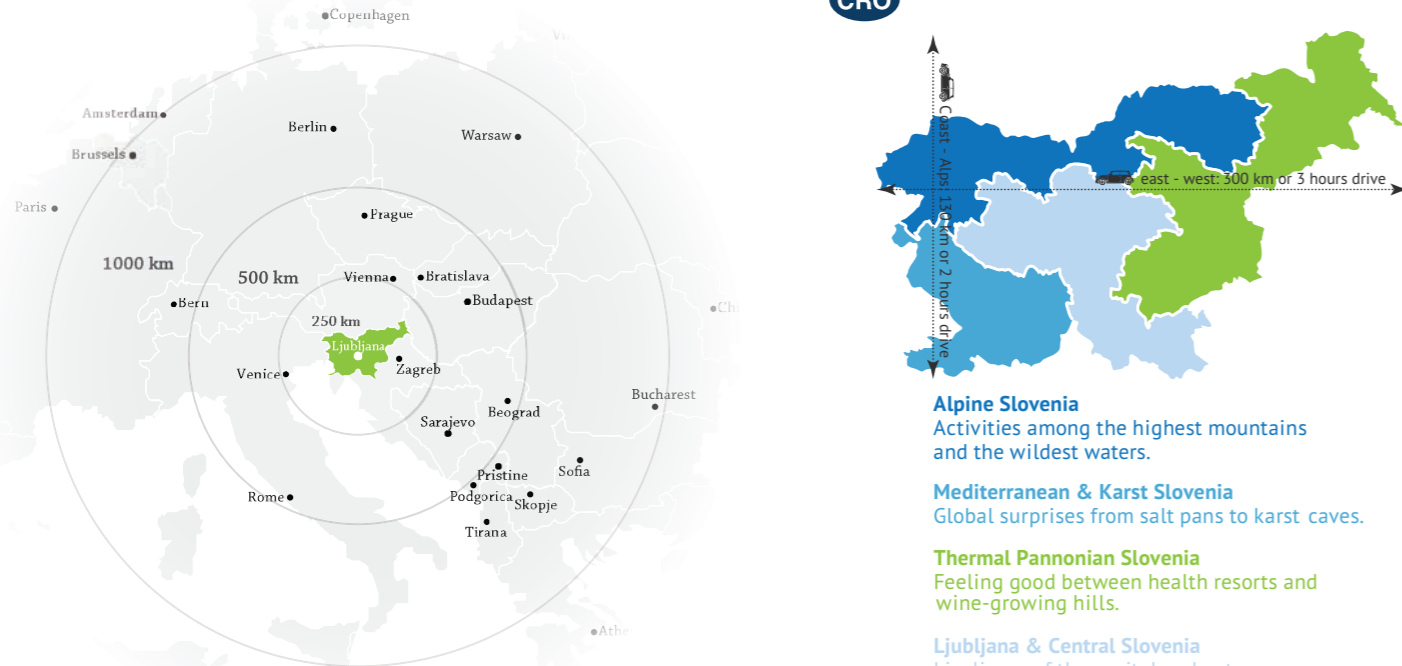 Copenhagen
Amsterdam
Berlin
Warsaw
Brussels
Paris
Prague
1000 km
500 km
Vienna
Bratislava
Bern
Budapest
250 km
Ljubljana
Venice
Zagreb
Bucharest
Beograd
Sarajevo
Sofia
Pristine
Rome
Podgorica
Skopje
Tirana
CRO
Coast - Alps: 130 km or 2 hours drive
east - west: 300 km or 3 hours drive
Alpine Slovenia
Activities among the highest mountains
and the wildest waters.
Mediterranean & Karst Slovenia
Global surprises from salt pans to karst caves.
Thermal Pannonian Slovenia
Feeling good between health resorts and
wine-growing hills.
Ljubljana & Central Slovenia